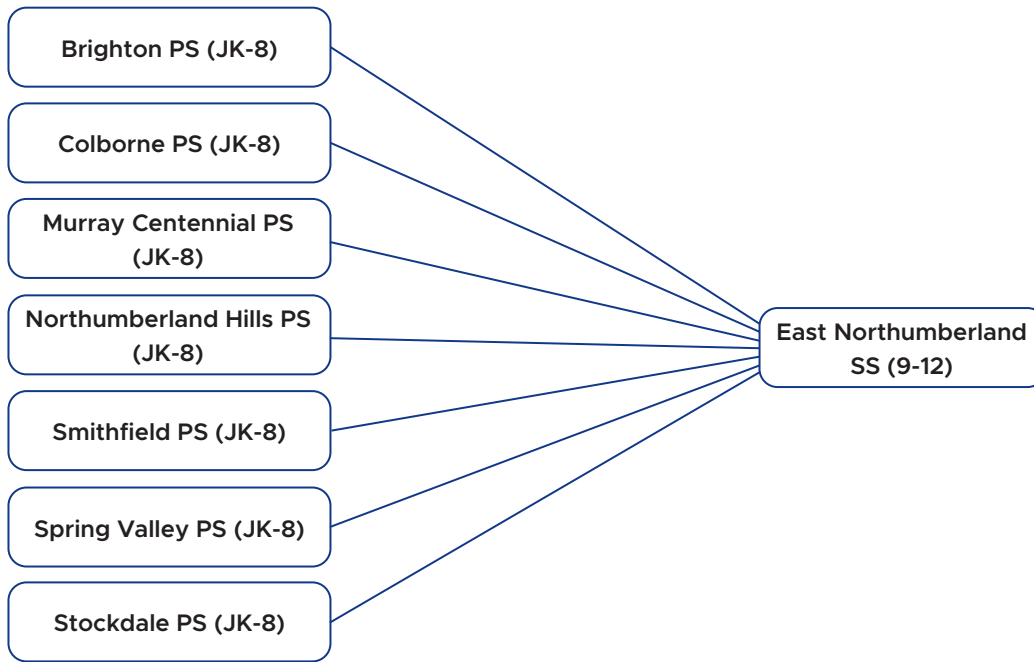 Brighton PS (JK-8)
Colborne PS (JK-8)
Murray Centennial PS
(JK-8)
Northumberland Hills PS
(JK-8)
Smithfield PS (JK-8)
Spring Valley PS (JK-8)
Stockdale PS (JK-8)
East Northumberland
SS (9-12)